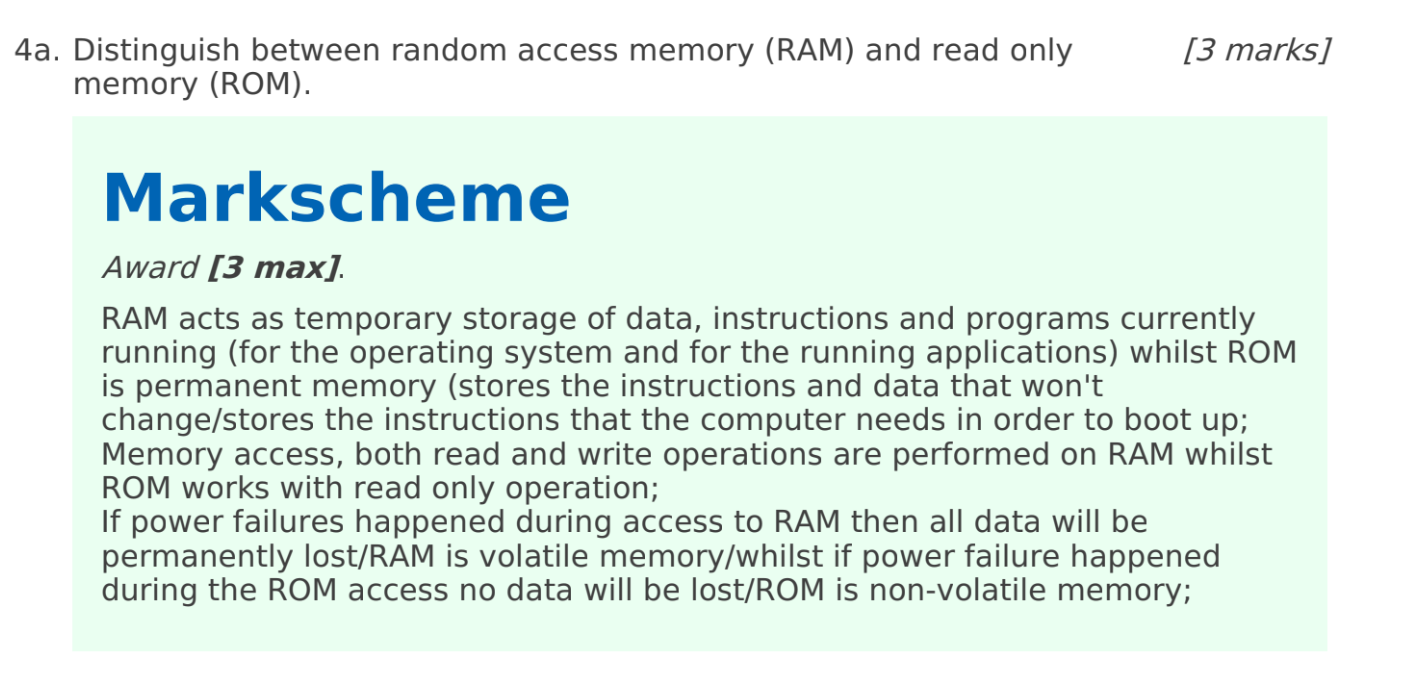 4a. Distinguish between random access memory (RAM) and read only [3 marks]
memory (ROM).
Markscheme
Award [3 max].
RAM acts as temporary storage of data, instructions and programs currently
running (for the operating system and for the running applications) whilst ROM
is permanent memory (stores the instructions and data that won't
change/stores the instructions that the computer needs in order to boot up;
Memory access, both read and write operations are performed on RAM whilst
ROM works with read only operation;
If power failures happened during access to RAM then all data will be
permanently lost/RAM is volatile memory/whilst if power failure happened
during the ROM access no data will be lost/ROM is non-volatile memory;